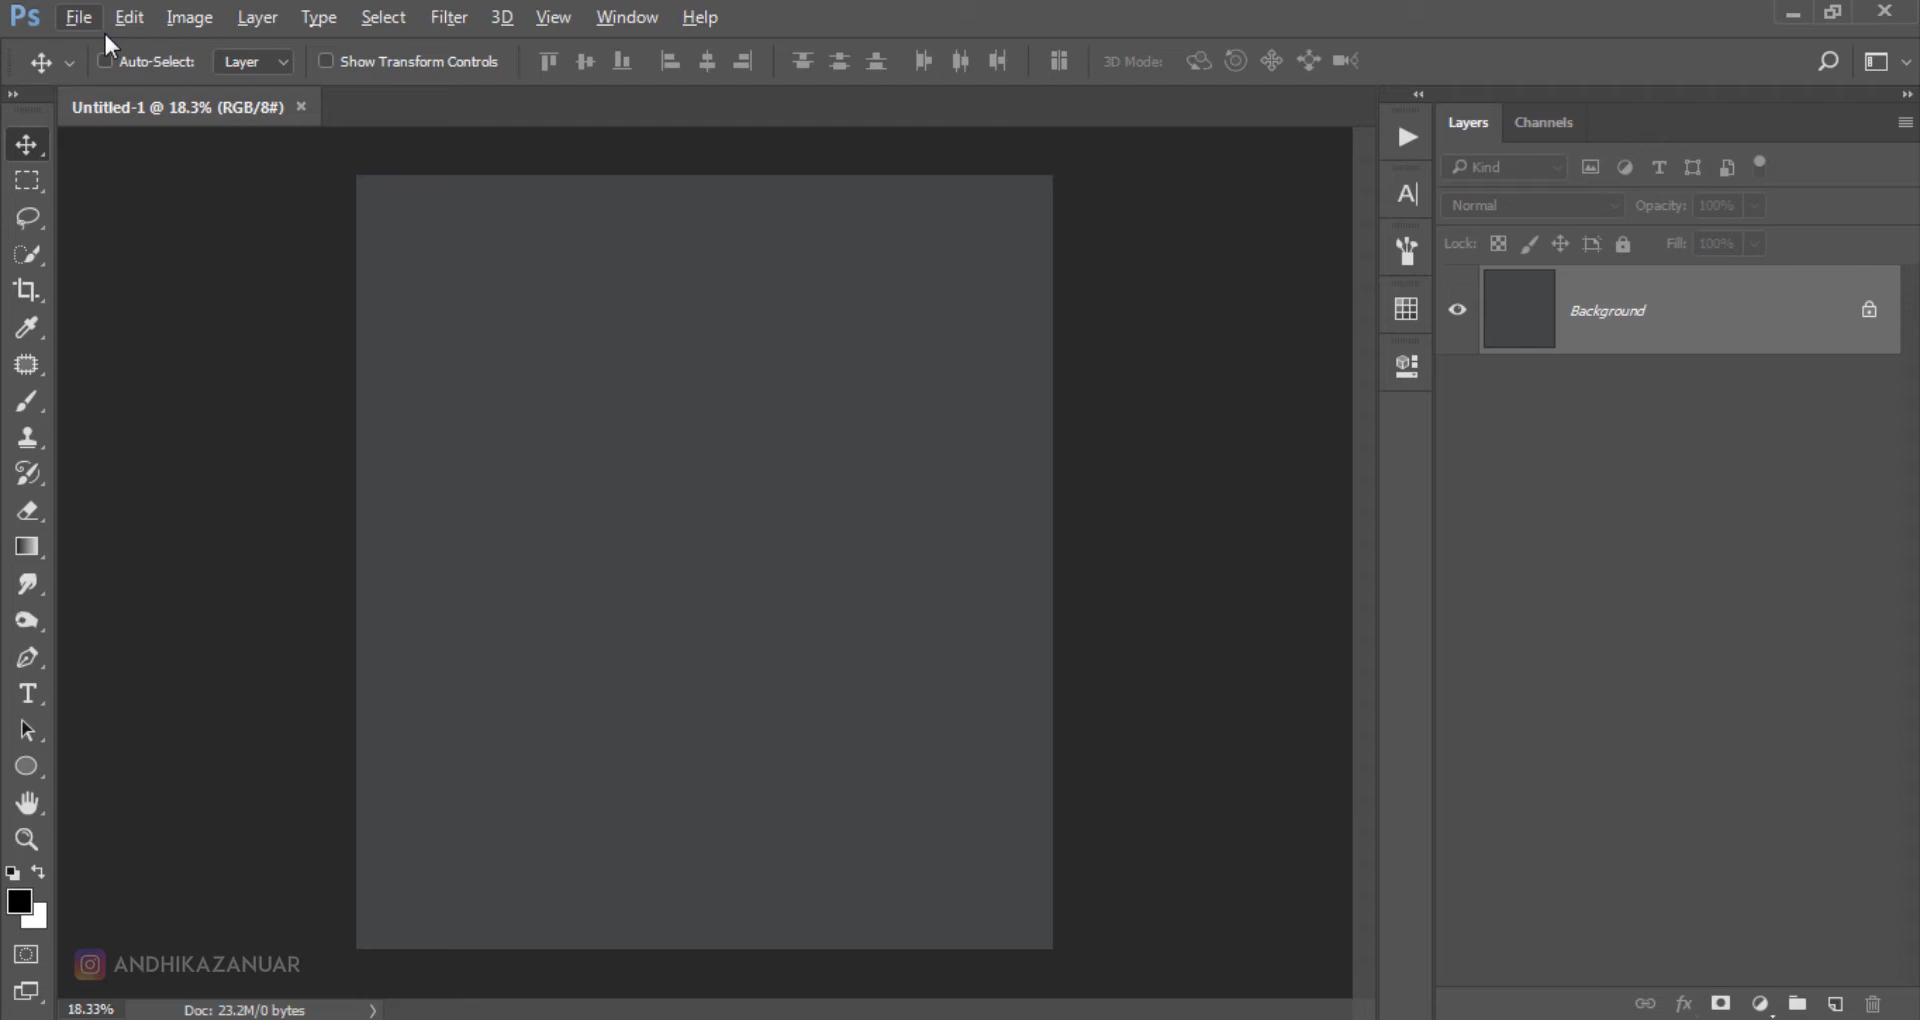 Ps File Edit Image Layer Type Select Filter 3D View Window Help
Auto-Select: Layer Show Transform Controls 3D Mode:
Untitled-1 @ 18.3% (RGB/8#)
Layers Channels
Kind
Normal Opacity: 100%
Lock: Fill: 100%
Background
ANDHIKAZANUAR
18.33% Doc: 23.2M/0 bytes